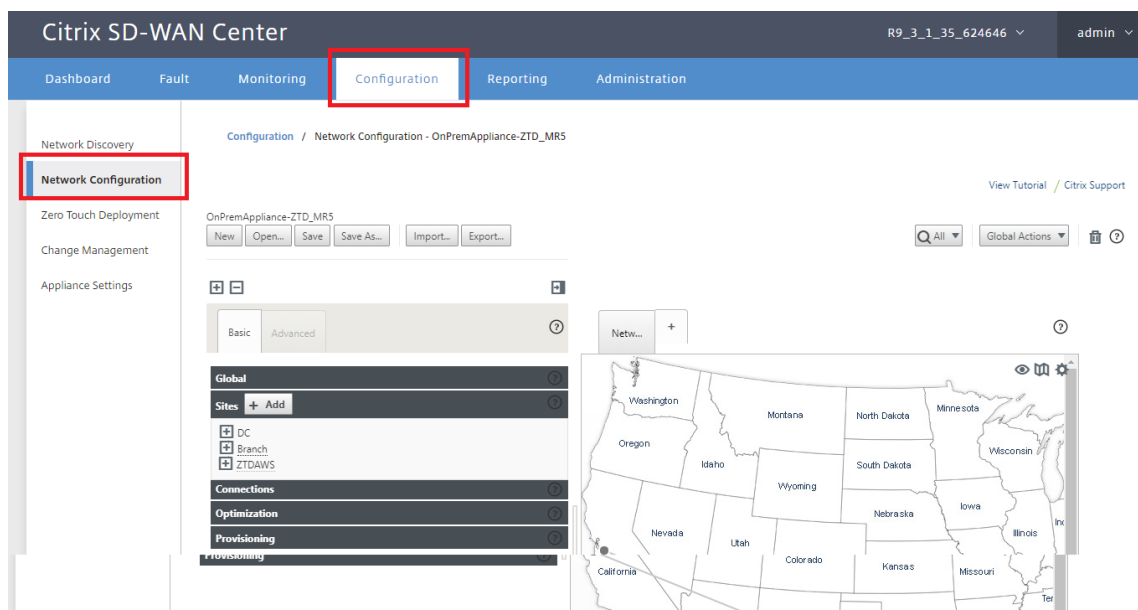 Citrix SD-WAN Center
R9_3_1_35_624646
admin
Dashboard Fault Monitoring Configuration Reporting Administration
Network Discovery
Network Configuration
Zero Touch Deployment
Change Management
Appliance Settings
Configuration / Network Configuration - OnPremAppliance-ZTD_MR5
View Tutorial / Citrix Support
OnPremAppliance-ZTD_MR5
New Open... Save Save As... Import... Export...
All Global Actions
Basic Advanced
Global
Sites + Add
DC
Branch
ZTDAWS
Connections
Optimization
Provisioning
Provisioning
Netw... +
Washington
Montana
North Dakota
Minnesota
Oregon
Idaho
South Dakota
Wisconsin
Wyoming
Nebraska
Iowa
Illinois
Inc
Nevada
Utah
Colorado
Kansas
Missouri
California
Ter